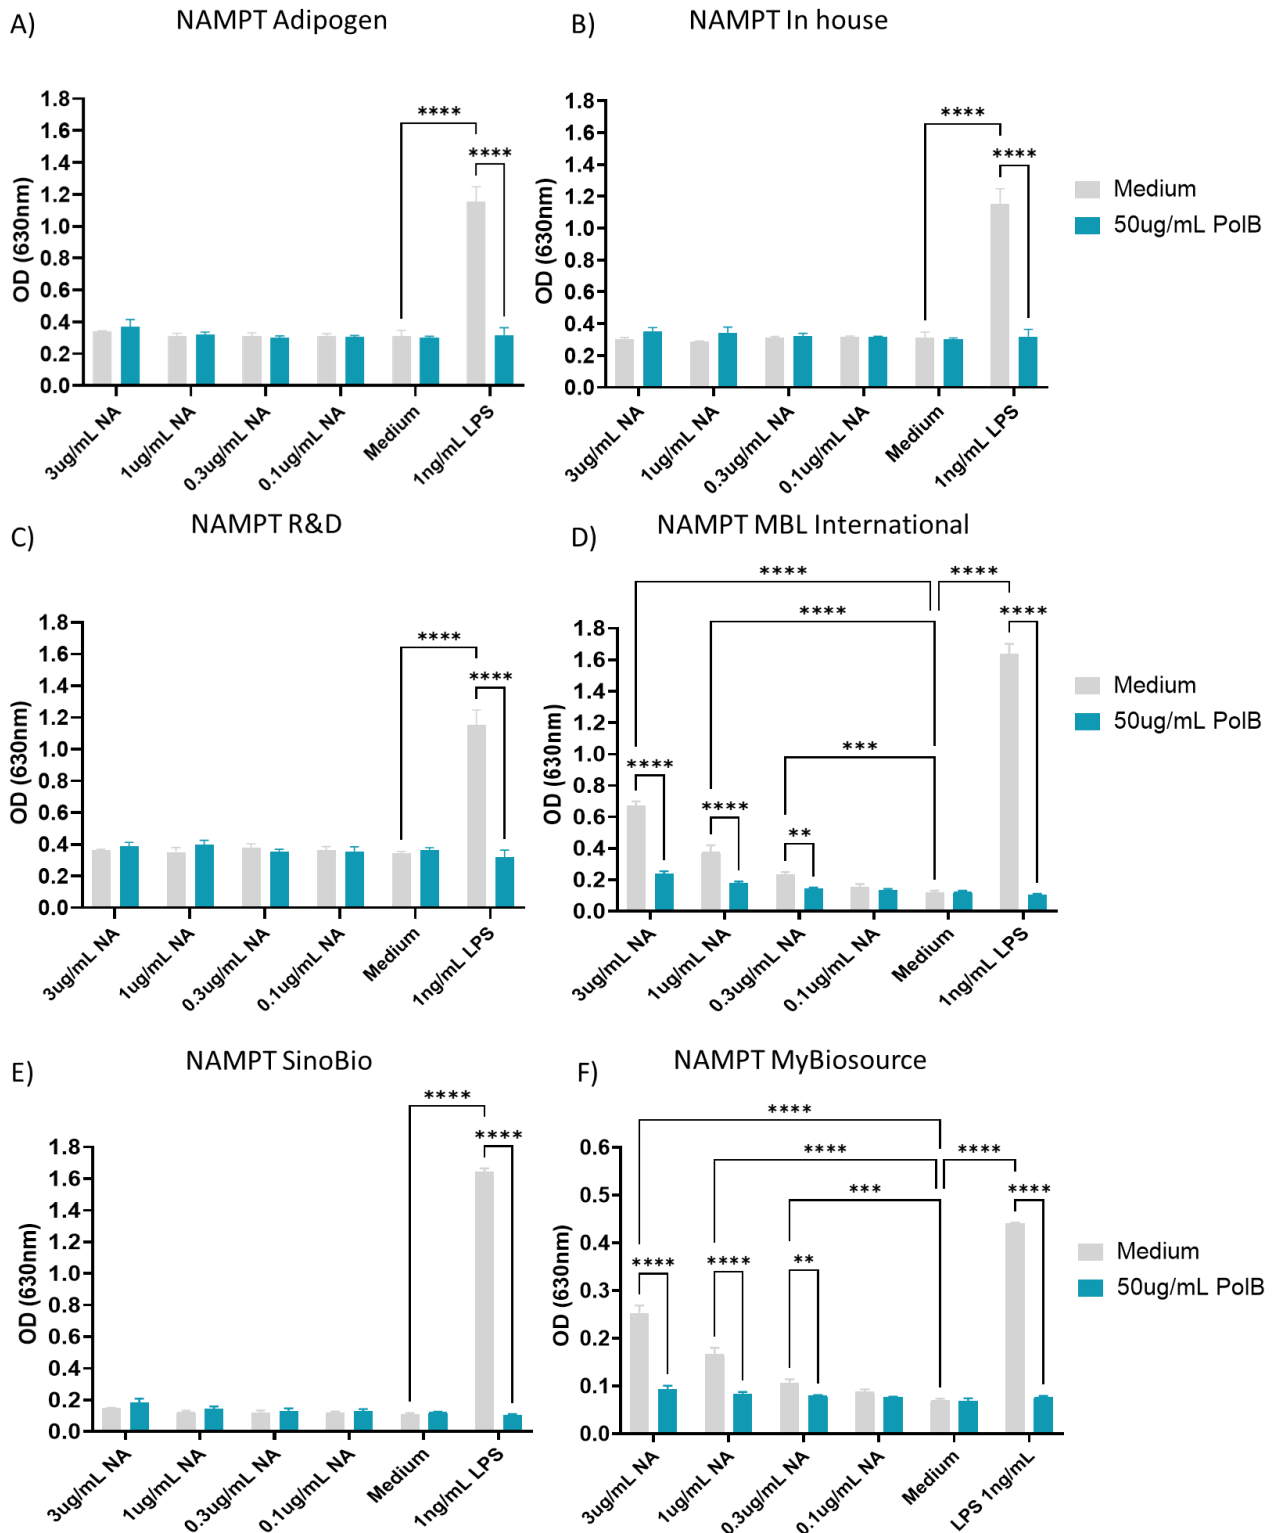 A) NAMPT Adipogen
OD (630nm)
1.8
1.6
1.4
1.2
1.0
0.8
0.6
0.4
0.2
0.0
****
****
3ug/mL NA
1ug/mL NA
0.3ug/mL NA
0.1ug/mL NA
Medium
1ng/mL LPS
B) NAMPT In house
OD (630nm)
1.8
1.6
1.4
1.2
1.0
0.8
0.6
0.4
0.2
0.0
****
****
3ug/mL NA
1ug/mL NA
0.3ug/mL NA
0.1ug/mL NA
Medium
1ng/mL LPS
Medium
50ug/mL PolB
C) NAMPT R&D
OD (630nm)
1.8
1.6
1.4
1.2
1.0
0.8
0.6
0.4
0.2
0.0
****
****
3ug/mL NA
1ug/mL NA
0.3ug/mL NA
0.1ug/mL NA
Medium
1ng/mL LPS
D) NAMPT MBL International
OD (630nm)
1.8
1.6
1.4
1.2
1.0
0.8
0.6
0.4
0.2
0.0
**** ****
**** ****
***
****
****
**
3ug/mL NA
1ug/mL NA
0.3ug/mL NA
0.1ug/mL NA
Medium
1ng/mL LPS
Medium
50ug/mL PolB
E) NAMPT SinoBio
OD (630nm)
1.8
1.6
1.4
1.2
1.0
0.8
0.6
0.4
0.2
0.0
****
****
3ug/mL NA
1ug/mL NA
0.3ug/mL NA
0.1ug/mL NA
Medium
1ng/mL LPS
F) NAMPT MyBiosource
OD (630nm)
0.6
0.5
0.4
0.3
0.2
0.1
0.0
****
**** ****
*** ****
**** **** **
3ug/mL NA
1ug/mL NA
0.3ug/mL NA
0.1ug/mL NA
Medium
LPS 1ng/mL
Medium
50ug/mL PolB